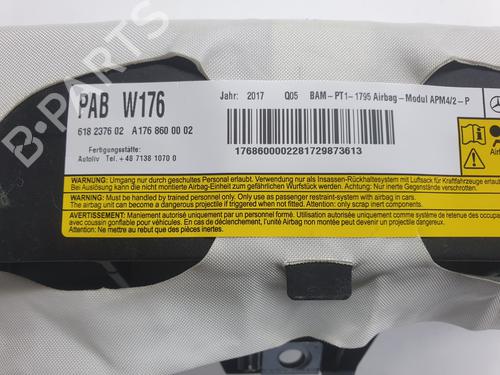 B-PARTS
PAB W176
618 2376 02 A176 860 00 02
Fertigungsstätte:
Autoliv Tel. +48 7138 1070 0
Jahr: 2017 Q05 BAM-PT1-1795 Airbag-Modul APM4/2-P
1768600002281729873613
WARNUNG: Umgang nur durch geschultes Personal erlaubt. Verwendung nur als Insassen-Rückhaltesystem mit Luftsack für Kraftfahrzeuge erlaubt.
Bei Auslösung kann die nicht montierte Airbag-Einheit zum gefährlichen Wurfstück werden. Achtung: Nur inerte Gegenstände verschrotten.
WARNING: Must be handled by trained personnel only. Only use as passenger restraint-system with airbag in cars.
The airbag unit can become a dangerous projectile if triggered when not fitted. Attention: only scrap inert components.
AVERTISSEMENT: Maniement autorisé uniquement par un personnel formé. Utilisation autorisée uniquement comme système de retenue des
avec coussin gonflable pour véhicules. En cas de déclenchement, l'unité Airbag non montée peut devenir un projectile dangereux.
Attention: Ne mettre au rebut que des pièces inertes.